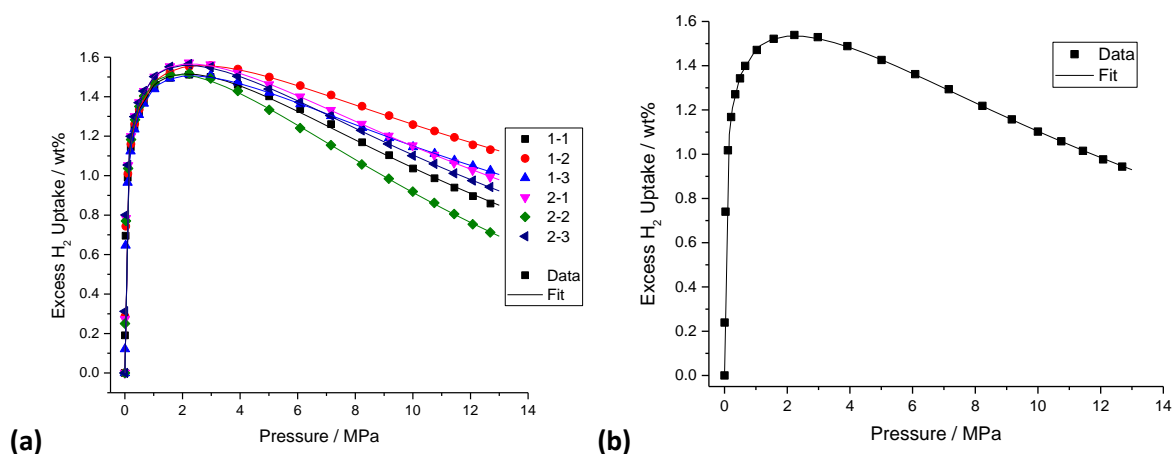 1.6
1.4
1.2
1.0
0.8
0.6
0.4
0.2
0.0
Excess H₂ Uptake / wt%
0 2 4 6 8 10 12 14
Pressure / MPa
1-1
1-2
1-3
2-1
2-2
2-3
Data
Fit
(a)
1.6
1.4
1.2
1.0
0.8
0.6
0.4
0.2
0.0
Excess H₂ Uptake / wt%
0 2 4 6 8 10 12 14
Pressure / MPa
Data
Fit
(b)